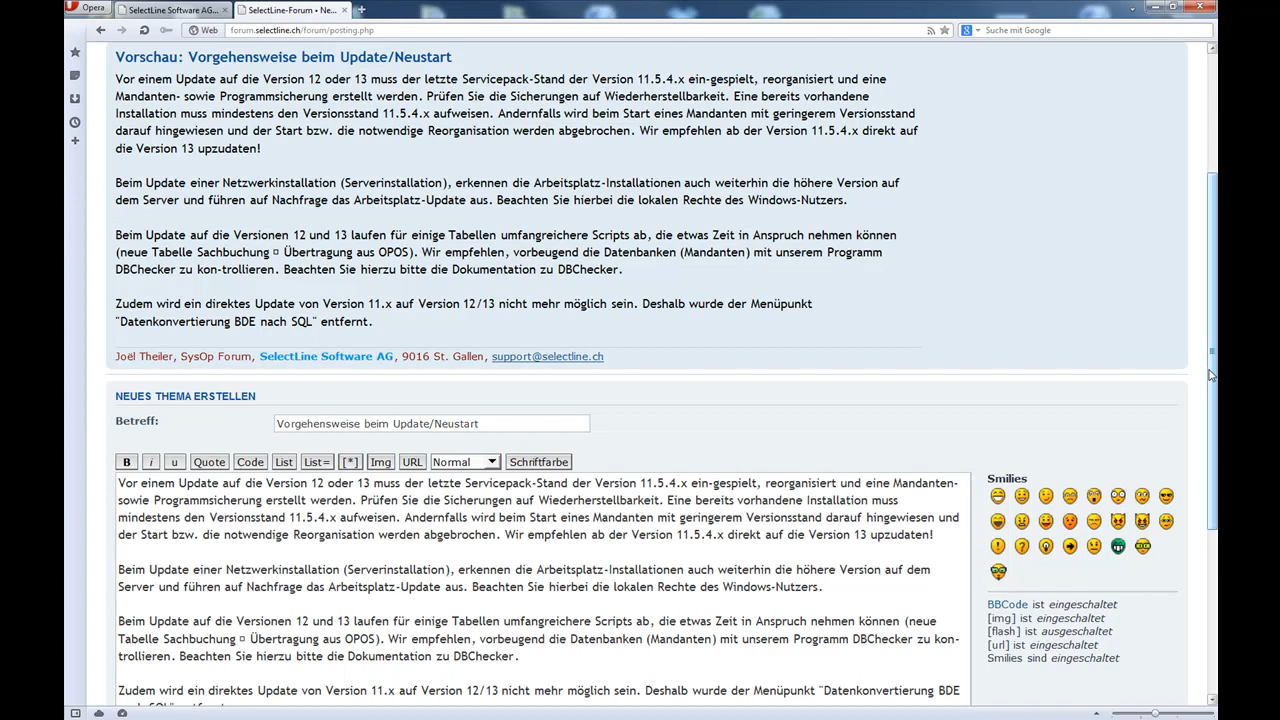 Opera
SelectLine Software AG...
SelectLine-Forum • Ne...
Web
forum.selectline.ch/forum/posting.php
Suche mit Google
Vorschau: Vorgehensweise beim Update/Neustart
Vor einem Update auf die Version 12 oder 13 muss der letzte Servicepack-Stand der Version 11.5.4.x ein-gespielt, reorganisiert und eine
Mandanten- sowie Programmsicherung erstellt werden. Prüfen Sie die Sicherungen auf Wiederherstellbarkeit. Eine bereits vorhandene
Installation muss mindestens den Versionsstand 11.5.4.x aufweisen. Andernfalls wird beim Start eines Mandanten mit geringerem Versionsstand
darauf hingewiesen und der Start bzw. die notwendige Reorganisation werden abgebrochen. Wir empfehlen ab der Version 11.5.4.x direkt auf
die Version 13 upzudaten!
Beim Update einer Netzwerkinstallation (Serverinstallation), erkennen die Arbeitsplatz-Installationen auch weiterhin die höhere Version auf
dem Server und führen auf Nachfrage das Arbeitsplatz-Update aus. Beachten Sie hierbei die lokalen Rechte des Windows-Nutzers.
Beim Update auf die Versionen 12 und 13 laufen für einige Tabellen umfangreichere Scripts ab, die etwas Zeit in Anspruch nehmen können
(neue Tabelle Sachbuchung ¤ Übertragung aus OPOS). Wir empfehlen, vorbeugend die Datenbanken (Mandanten) mit unserem Programm
DBChecker zu kon-trollieren. Beachten Sie hierzu bitte die Dokumentation zu DBChecker.
Zudem wird ein direktes Update von Version 11.x auf Version 12/13 nicht mehr möglich sein. Deshalb wurde der Menüpunkt
"Datenkonvertierung BDE nach SQL" entfernt.
Joël Theiler, SysOp Forum, SelectLine Software AG, 9016 St. Gallen, support@selectline.ch
NEUES THEMA ERSTELLEN
Betreff:
Vorgehensweise beim Update/Neustart
B i u Quote Code List List= [*] Img URL Normal Schriftfarbe
Vor einem Update auf die Version 12 oder 13 muss der letzte Servicepack-Stand der Version 11.5.4.x ein-gespielt, reorganisiert und eine Mandanten-
sowie Programmsicherung erstellt werden. Prüfen Sie die Sicherungen auf Wiederherstellbarkeit. Eine bereits vorhandene Installation muss
mindestens den Versionsstand 11.5.4.x aufweisen. Andernfalls wird beim Start eines Mandanten mit geringerem Versionsstand darauf hingewiesen und
der Start bzw. die notwendige Reorganisation werden abgebrochen. Wir empfehlen ab der Version 11.5.4.x direkt auf die Version 13 upzudaten!
Beim Update einer Netzwerkinstallation (Serverinstallation), erkennen die Arbeitsplatz-Installationen auch weiterhin die höhere Version auf dem
Server und führen auf Nachfrage das Arbeitsplatz-Update aus. Beachten Sie hierbei die lokalen Rechte des Windows-Nutzers.
Beim Update auf die Versionen 12 und 13 laufen für einige Tabellen umfangreichere Scripts ab, die etwas Zeit in Anspruch nehmen können (neue
Tabelle Sachbuchung ¤ Übertragung aus OPOS). Wir empfehlen, vorbeugend die Datenbanken (Mandanten) mit unserem Programm DBChecker zu kon-
trollieren. Beachten Sie hierzu bitte die Dokumentation zu DBChecker.
Zudem wird ein direktes Update von Version 11.x auf Version 12/13 nicht mehr möglich sein. Deshalb wurde der Menüpunkt "Datenkonvertierung BDE
Smilies
BBCode ist eingeschaltet
[img] ist eingeschaltet
[flash] ist ausgeschaltet
[url] ist eingeschaltet
Smilies sind eingeschaltet